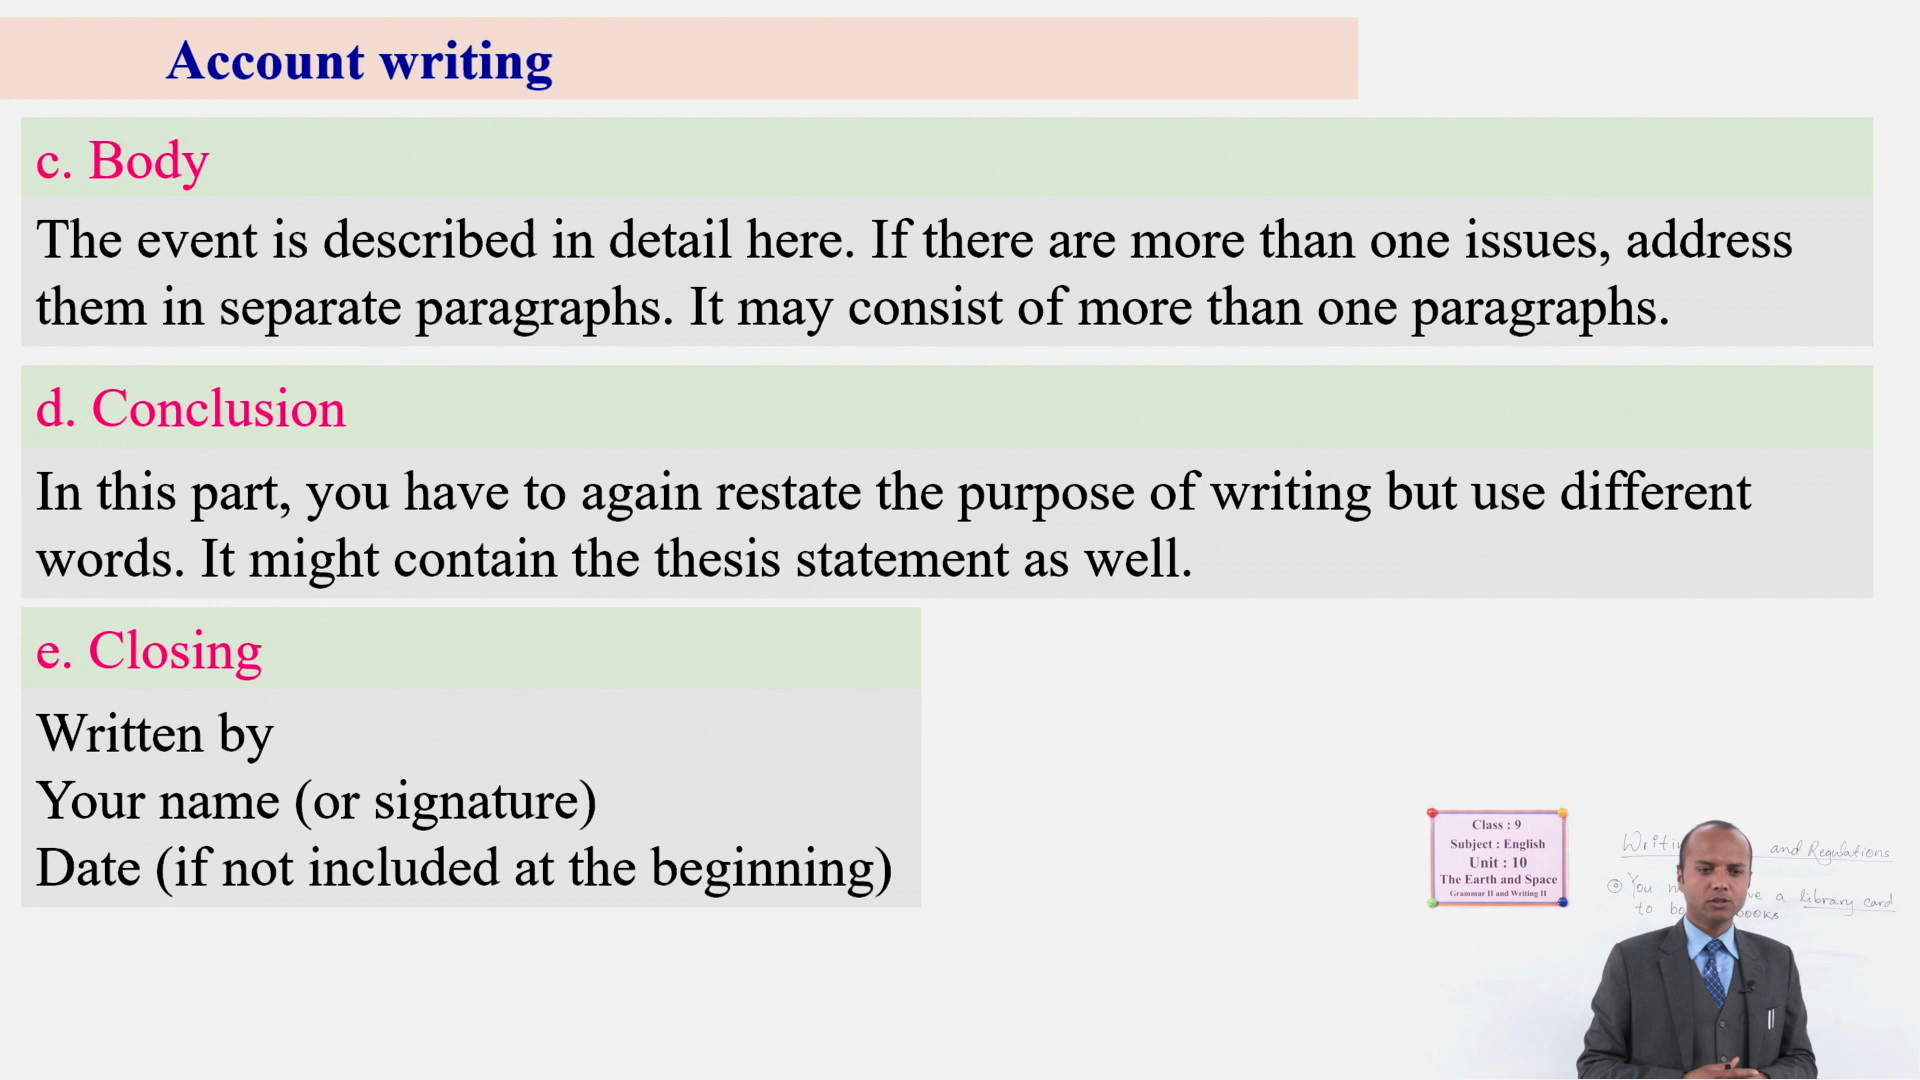 Account writing
c. Body
The event is described in detail here. If there are more than one issues, address
them in separate paragraphs. It may consist of more than one paragraphs.
d. Conclusion
In this part, you have to again restate the purpose of writing but use different
words. It might contain the thesis statement as well.
e. Closing
Written by
Your name (or signature)
Date (if not included at the beginning)
Class : 9
Subject : English
Unit : 10
The Earth and Space
Grammar II and Writing II
and Regulations
You a library card
to